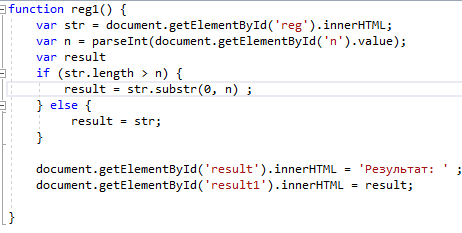 function reg1() {
    var str = document.getElementById('reg').innerHTML;
    var n = parseInt(document.getElementById('n').value);
    var result
    if (str.length > n) {
        result = str.substr(0, n) ;
    } else {
         result = str;
    }
    document.getElementById('result').innerHTML = 'Результат: ' ;
    document.getElementById('result1').innerHTML = result;
}